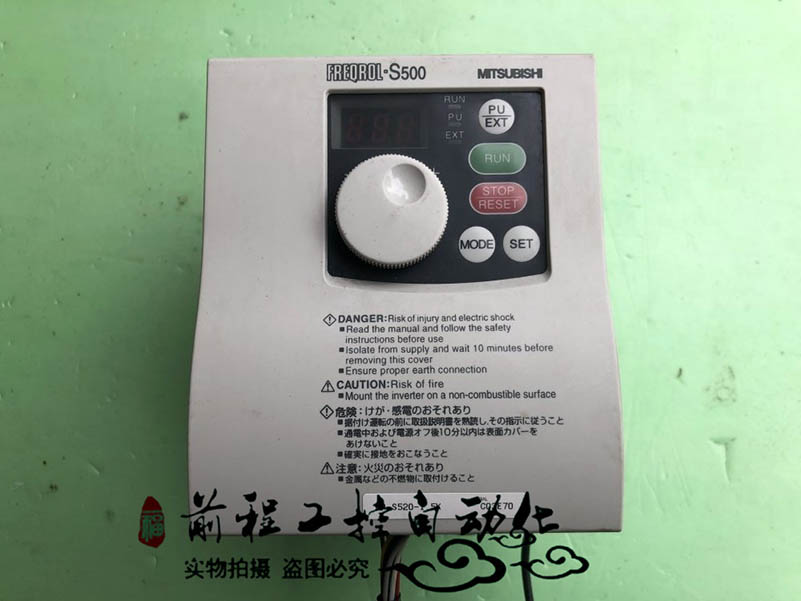 FREQROL-S500 MITSUBISHI
RUN
PU
EXT
PU
EXT
RUN
STOP
RESET
MODE SET
DANGER: Risk of injury and electric shock
■ Read the manual and follow the safety
instructions before use
■ Isolate from supply and wait 10 minutes before
removing this cover
■ Ensure proper earth connection
CAUTION: Risk of fire
■ Mount the inverter on a non-combustible surface
危険：けが・感電のおそれあり
■据付け運転の前に取扱説明書を熟読し、その指示に従うこと
■通電中および電源オフ後10分以内は表面カバーを
あけないこと
■確実に接地をおこなうこと
注意：火災のおそれあり
■金属などの不燃物に取付けること
S520-
福 前程工控自动化
实物拍摄 盗图必究